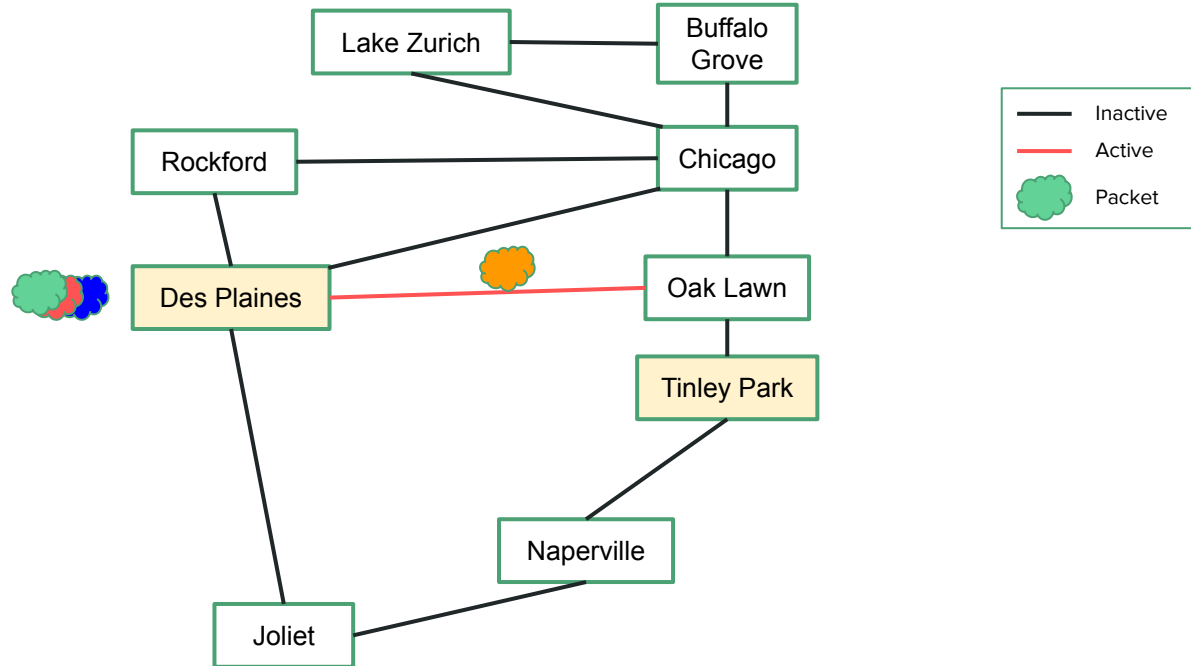 Lake Zurich
Buffalo
Grove
Inactive
Active
Packet
Rockford
Chicago
Des Plaines
Oak Lawn
Tinley Park
Naperville
Joliet